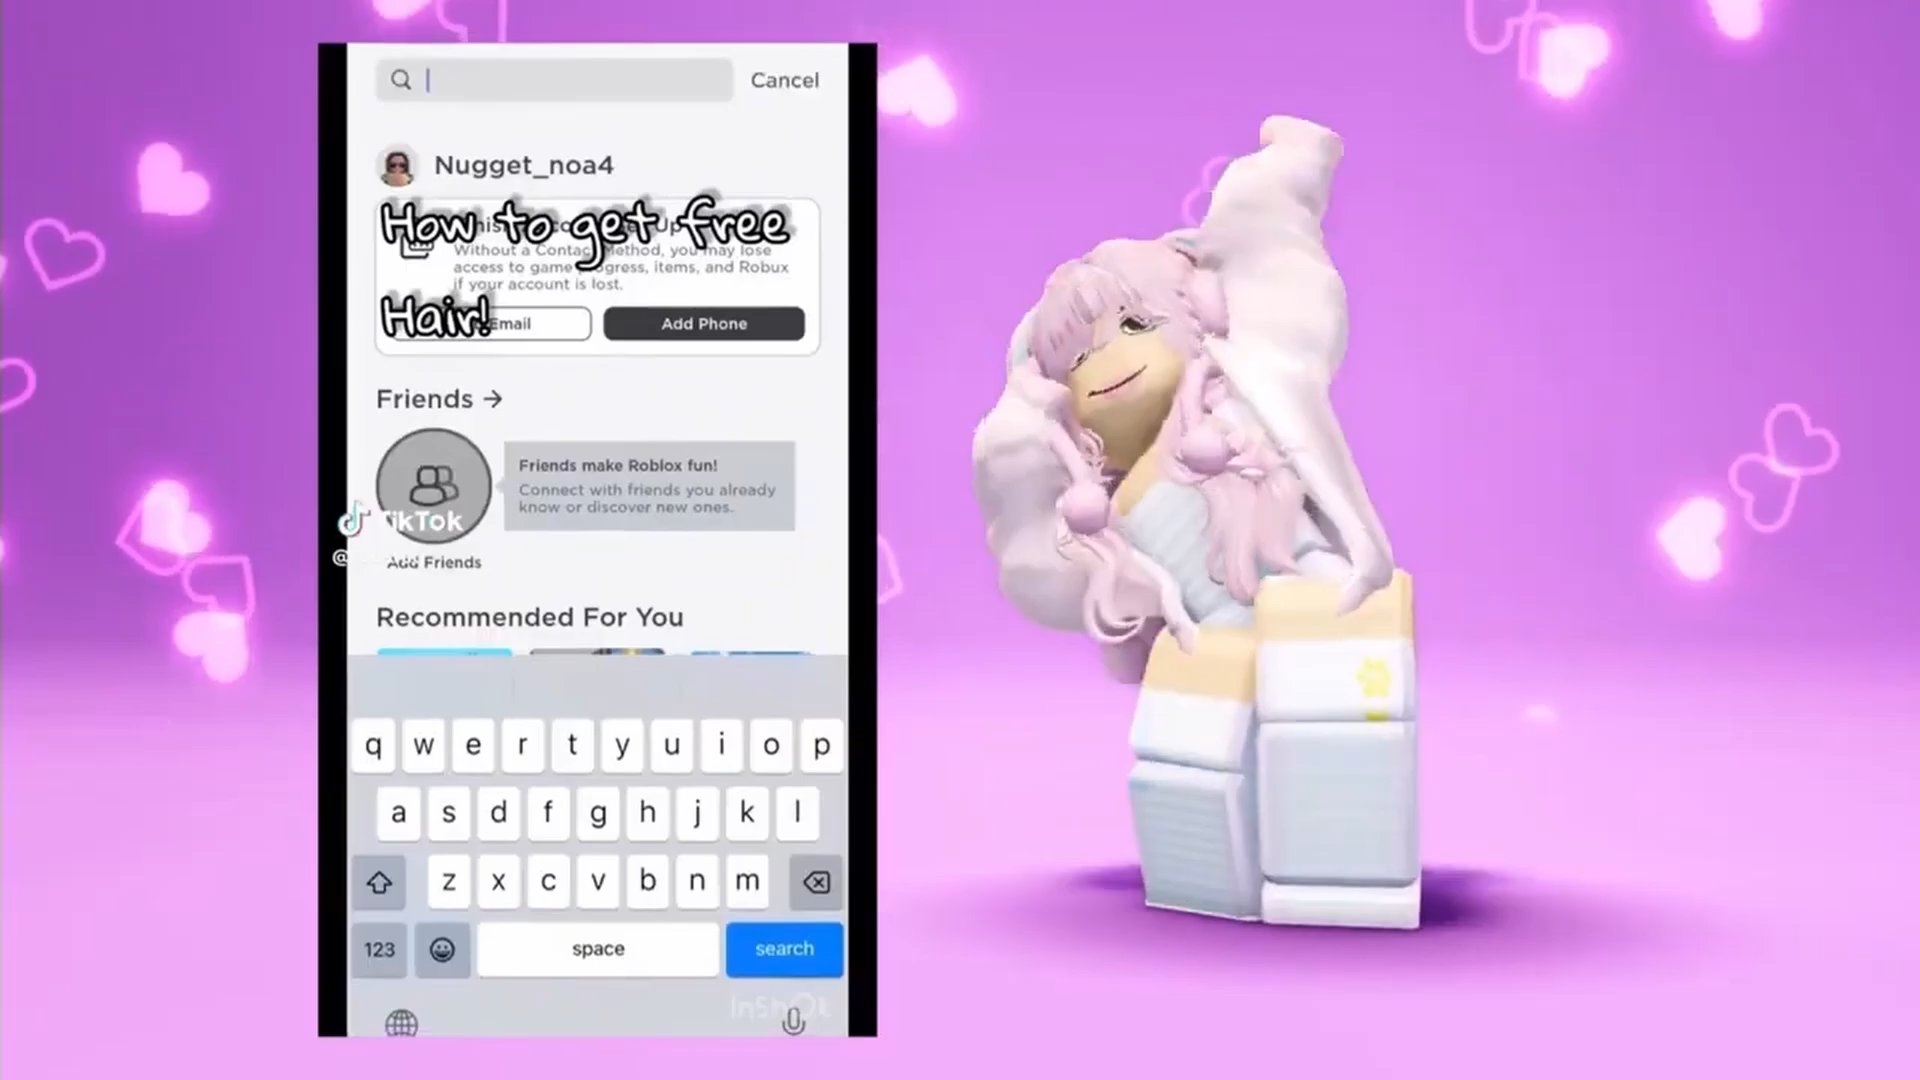 Cancel
Nugget_noa4
How to get free
Hair!
Without a Contact Method, you may lose
access to game progress, items, and Robux
if your account is lost.
Email
Add Phone
Friends →
Friends make Roblox fun!
Connect with friends you already
know or discover new ones.
TikTok
@
Add Friends
Recommended For You
q w e r t y u i o p
a s d f g h j k l
z x c v b n m
123 space search
InShOt